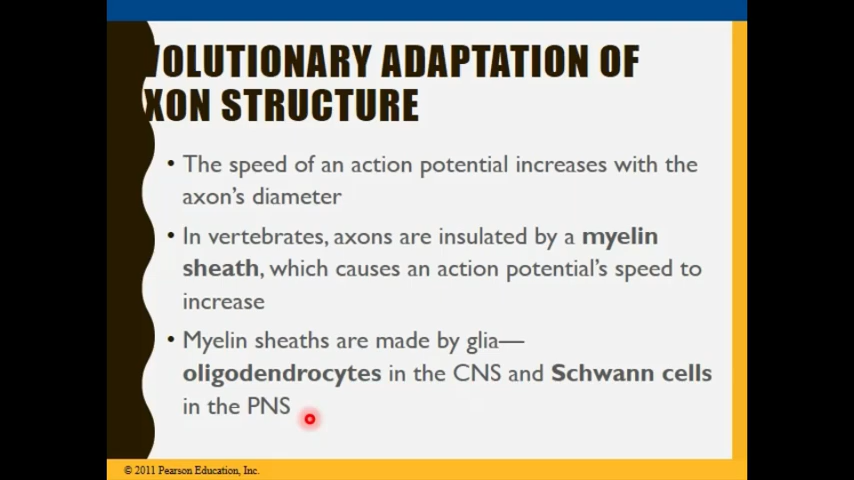 VOLUTIONARY ADAPTATION OF
XON STRUCTURE
• The speed of an action potential increases with the
axon's diameter
• In vertebrates, axons are insulated by a myelin
sheath, which causes an action potential's speed to
increase
• Myelin sheaths are made by glia—
oligodendrocytes in the CNS and Schwann cells
in the PNS
© 2011 Pearson Education, Inc.